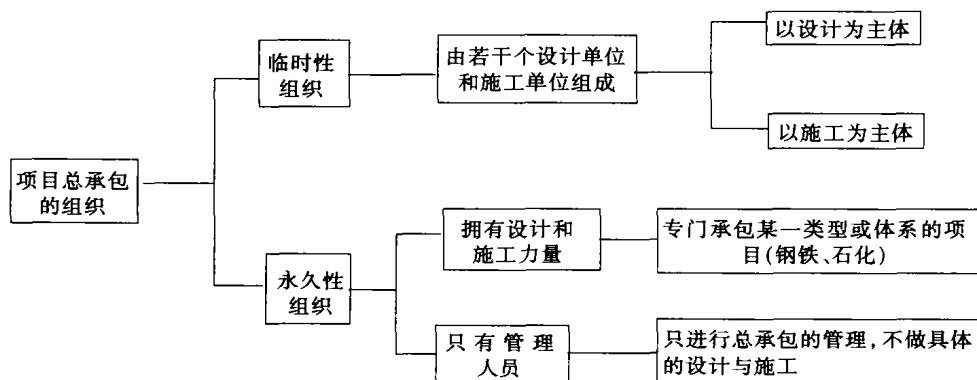 临时性
组织
由若干个设计单位
和施工单位组成
以设计为主体
以施工为主体
项目总承包
的组织
永久性
组织
拥有设计和
施工力量
专门承包某一类型或体系的项
目(钢铁、石化)
只有管理
人员
只进行总承包的管理,不做具体
的设计与施工